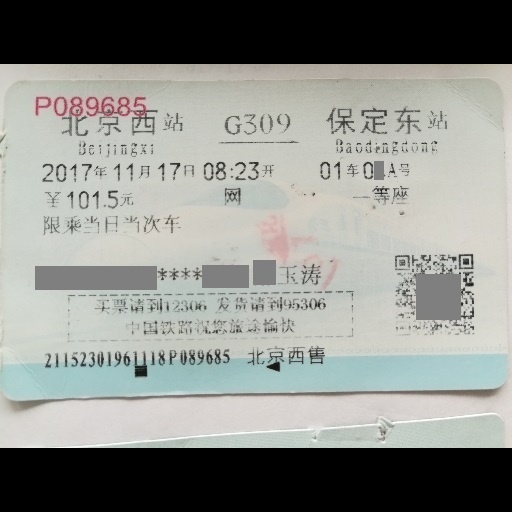 P089685
北京西站 G309 保定东站
Beijingxi Baodingdong
2017年11月17日08:23开 01车0 A号
￥101.5元 网 一等座
限乘当日当次车
**** 玉涛
买票请到12306 发货请到95306
中国铁路祝您旅途愉快
21152301961118P089685 北京西售